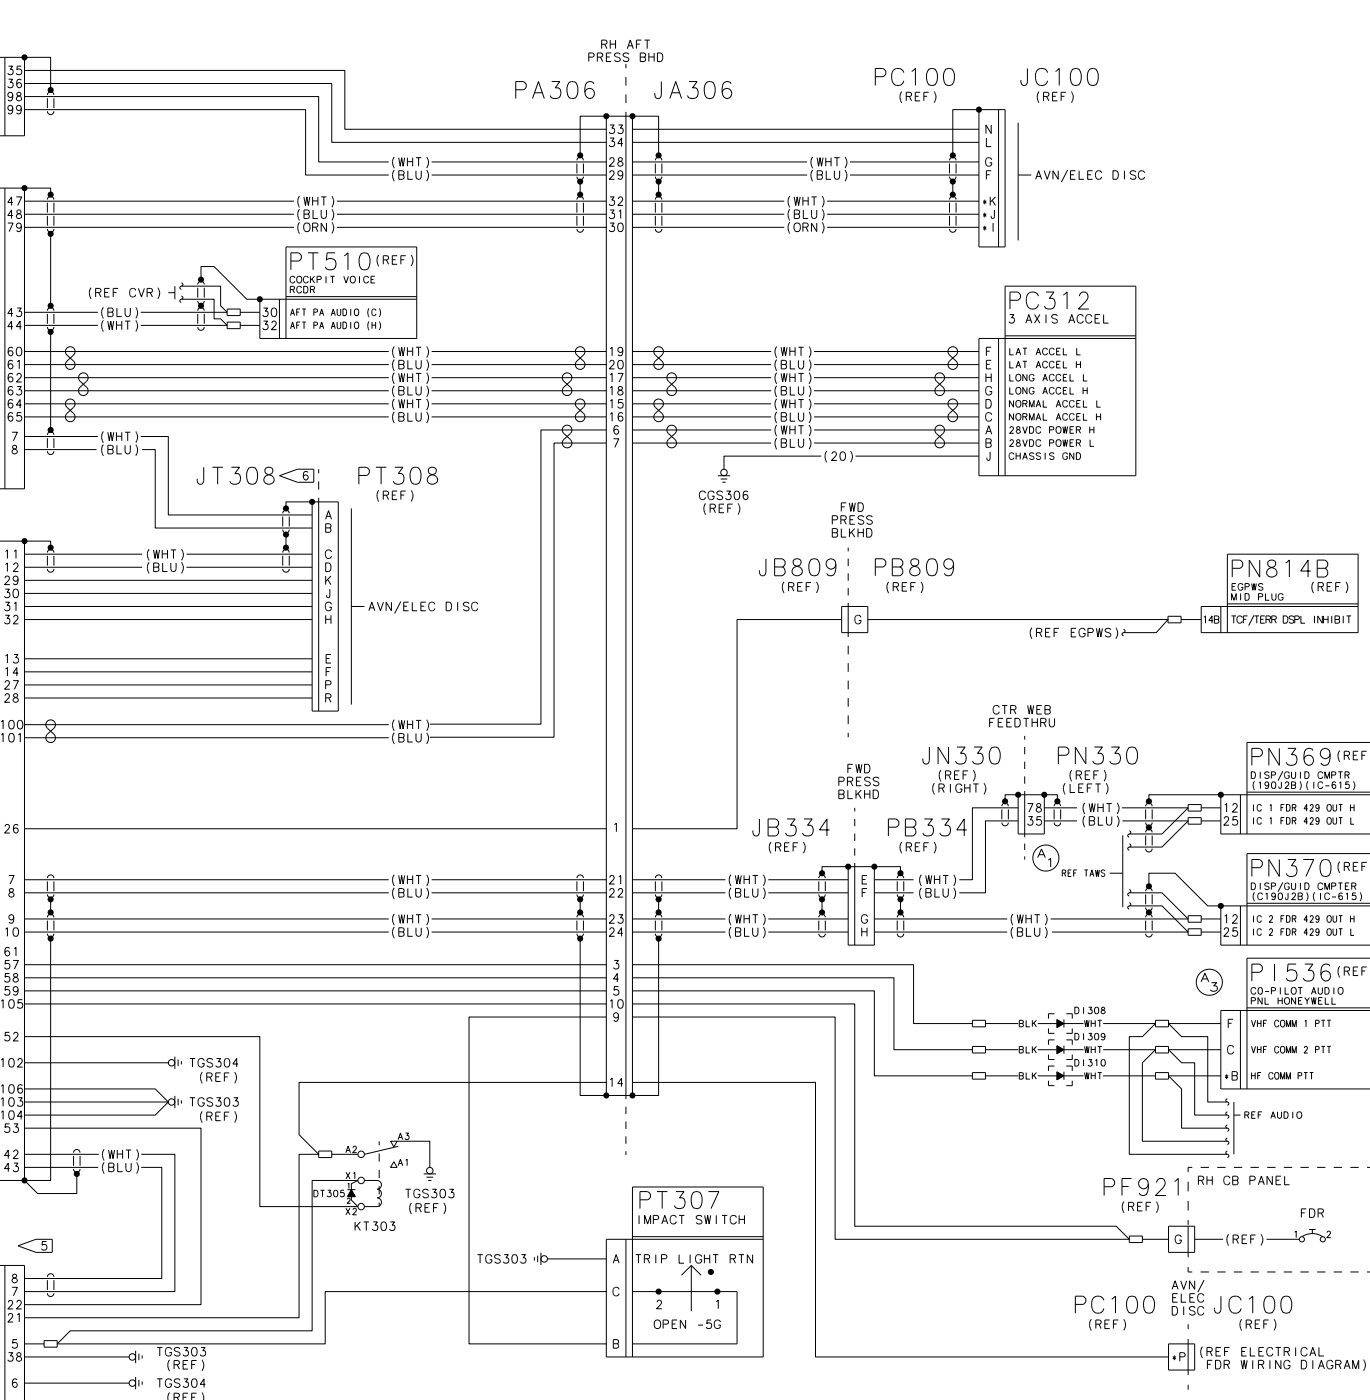 RH AFT
PRESS BHD
PA306 JA306
PC100 JC100
(REF) (REF)
35
36
98
99
33
34
(WHT) 28 (WHT)
(BLU) 29 (BLU)
N
L
G
F
AVN/ELEC DISC
47 (WHT) 32 (WHT) *K
48 (BLU) 31 (BLU) *J
79 (ORN) 30 (ORN) *I
PT510 (REF)
COCKPIT VOICE
RCDR
(REF CVR)
43 (BLU) 30 AFT PA AUDIO (C)
44 (WHT) 32 AFT PA AUDIO (H)
PC312
3 AXIS ACCEL
60 (WHT) 19 (WHT) F LAT ACCEL L
61 (BLU) 20 (BLU) E LAT ACCEL H
62 (WHT) 17 (WHT) H LONG ACCEL L
63 (BLU) 18 (BLU) G LONG ACCEL H
64 (WHT) 15 (WHT) D NORMAL ACCEL L
65 (BLU) 16 (BLU) C NORMAL ACCEL H
6 (WHT) A 28VDC POWER H
7 (BLU) B 28VDC POWER L
(20) J CHASSIS GND
7 (WHT)
8 (BLU)
CGS306
(REF)
JT308 6 PT308
(REF)
A
B
11 (WHT) C
12 (BLU) D
29 K
30 J
31 G
32 H
AVN/ELEC DISC
13 E
14 F
27 P
28 R
100 (WHT)
101 (BLU)
FWD
PRESS
BLKHD
JB809 PB809
(REF) (REF)
G
(REF EGPWS)
PN814B
EGPWS (REF)
MID PLUG
14B TCF/TERR DSPL INHIBIT
CTR WEB
FEEDTHRU
JN330 PN330
(REF) (REF)
(RIGHT) (LEFT)
78 (WHT)
35 (BLU)
A1
REF TAWS
PN369 (REF
DISP/GUID CMPTR
(190J2B)(IC-615)
12 IC 1 FDR 429 OUT H
25 IC 1 FDR 429 OUT L
PN370 (REF
DISP/GUID CMPTER
(C190J2B)(IC-615)
12 IC 2 FDR 429 OUT H
25 IC 2 FDR 429 OUT L
FWD
PRESS
BLKHD
JB334 PB334
(REF) (REF)
26 1
7 (WHT) 21 (WHT) E (WHT)
8 (BLU) 22 (BLU) F (BLU)
9 (WHT) 23 (WHT) G (WHT)
10 (BLU) 24 (BLU) H (BLU)
61
57 3
58 4
59 5
105 10
9
14
A3
PI536 (REF
CO-PILOT AUDIO
PNL HONEYWELL
DI308
BLK WHT F VHF COMM 1 PTT
DI309
BLK WHT C VHF COMM 2 PTT
DI310
BLK WHT *B HF COMM PTT
REF AUDIO
52
102 TGS304
(REF)
106
103 TGS303
104 (REF)
53
42 (WHT)
43 (BLU)
A2 A3
A1
X1
DT305 1
2
X2
KT303
TGS303
(REF)
5
8
7
22
21
5
38 TGS303
(REF)
6 TGS304
(REF)
PT307
IMPACT SWITCH
TGS303 A TRIP LIGHT RTN
C
2 1
OPEN -5G
B
PF921
(REF)
RH CB PANEL
FDR
G (REF) 1 2
AVN/
ELEC
DISC
PC100 JC100
(REF) (REF)
*P (REF ELECTRICAL
FDR WIRING DIAGRAM)